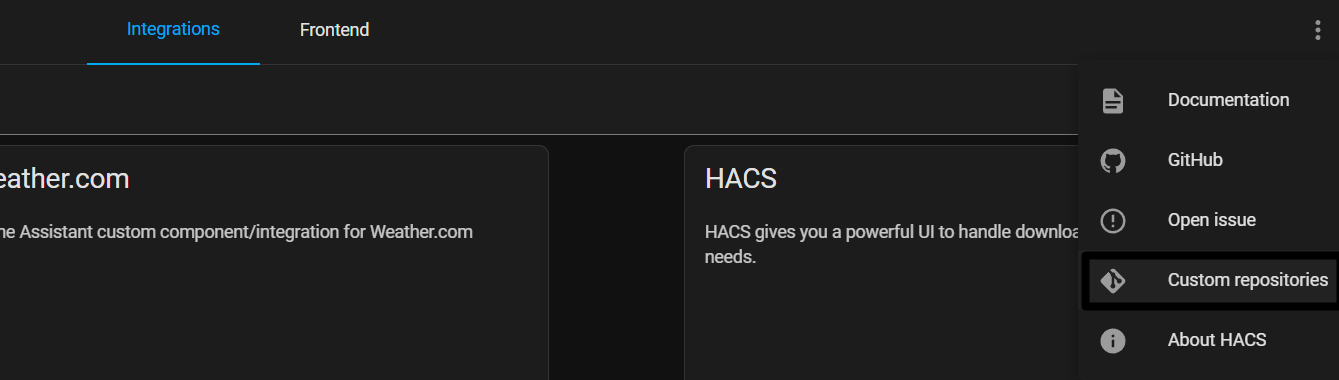 Integrations
Frontend
Documentation
GitHub
Open issue
Custom repositories
About HACS
eather.com
ne Assistant custom component/integration for Weather.com
HACS
HACS gives you a powerful UI to handle downloa
needs.